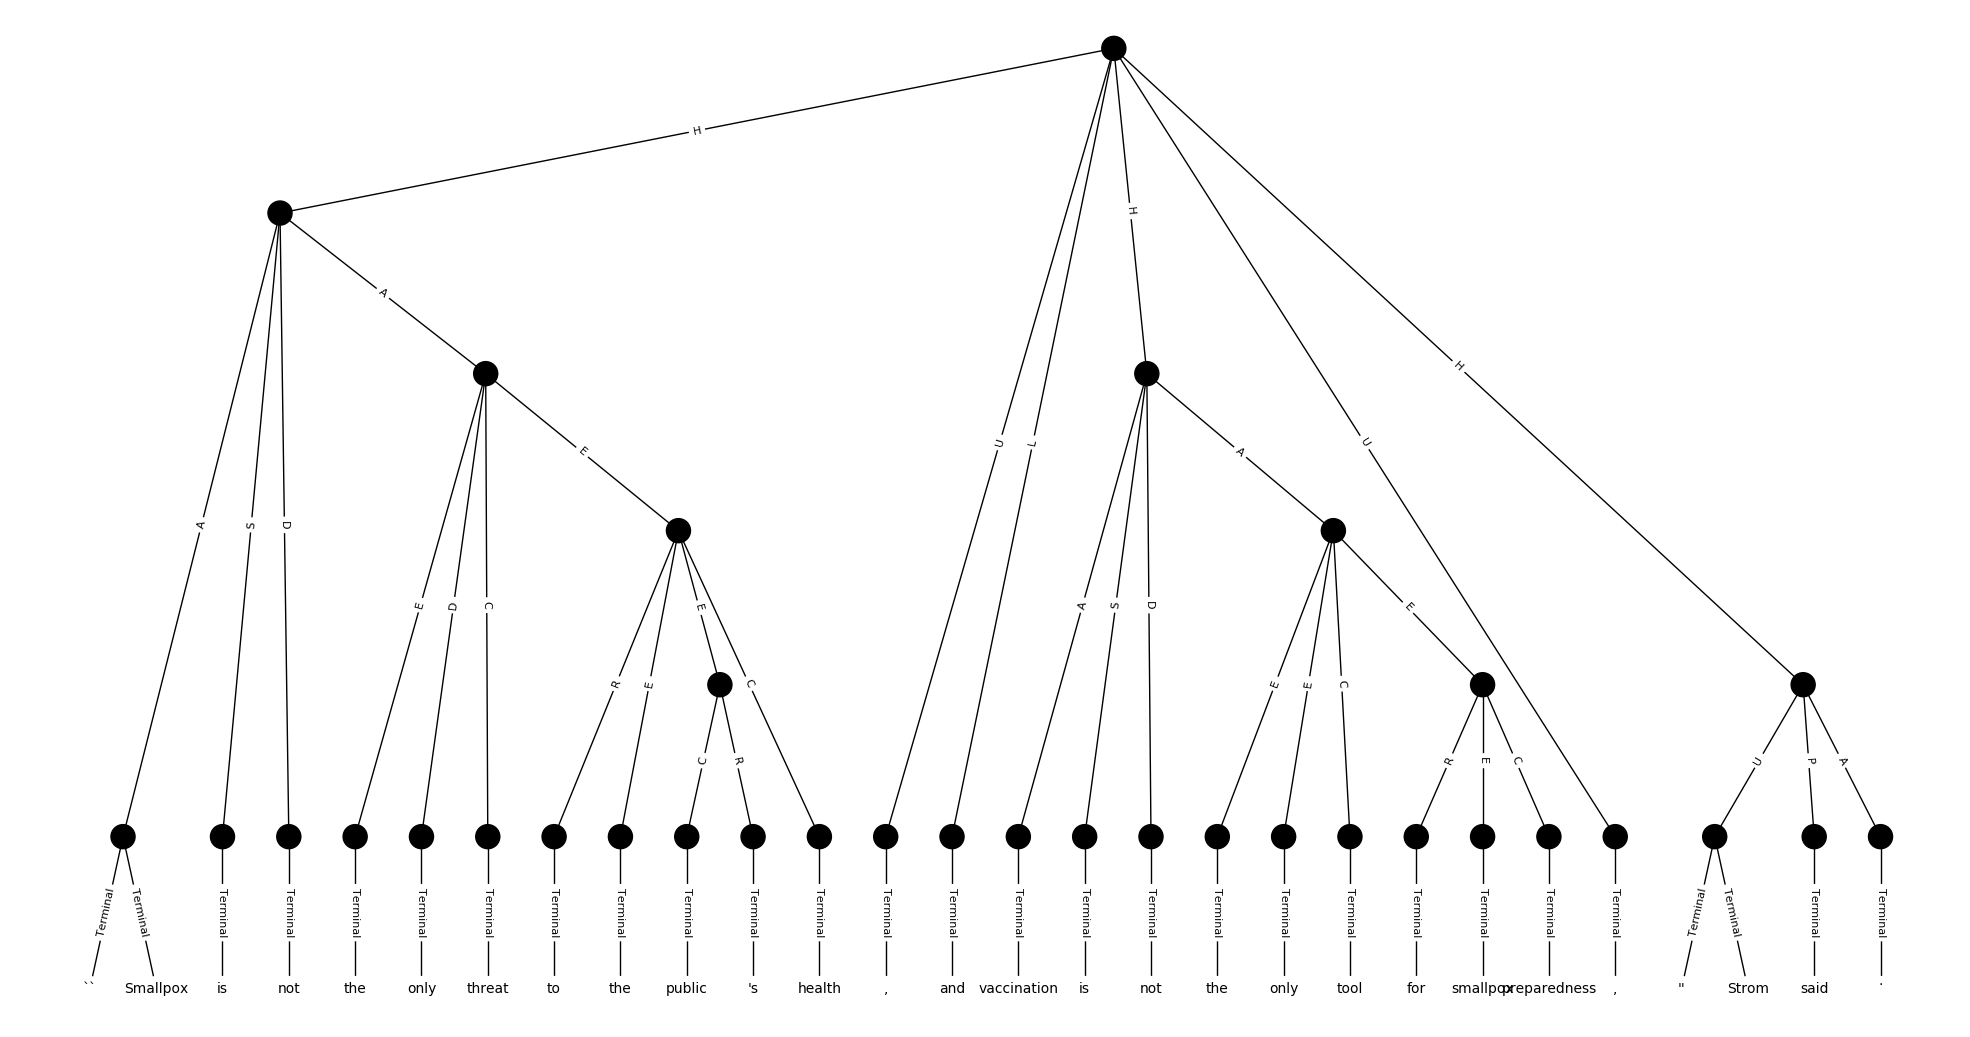 H
H
A
H
A
E
A
U
L
U
A
S
D
E
D
C
A
S
D
E
R
E
E
C
E
E
C
C
R
R
E
C
U
P
A
Terminal Terminal Terminal Terminal Terminal Terminal Terminal Terminal Terminal Terminal Terminal Terminal Terminal Terminal Terminal Terminal Terminal Terminal Terminal Terminal Terminal Terminal Terminal Terminal Terminal Terminal Terminal Terminal
`` Smallpox is not the only threat to the public 's health , and vaccination is not the only tool for smallpox preparedness , " Strom said .